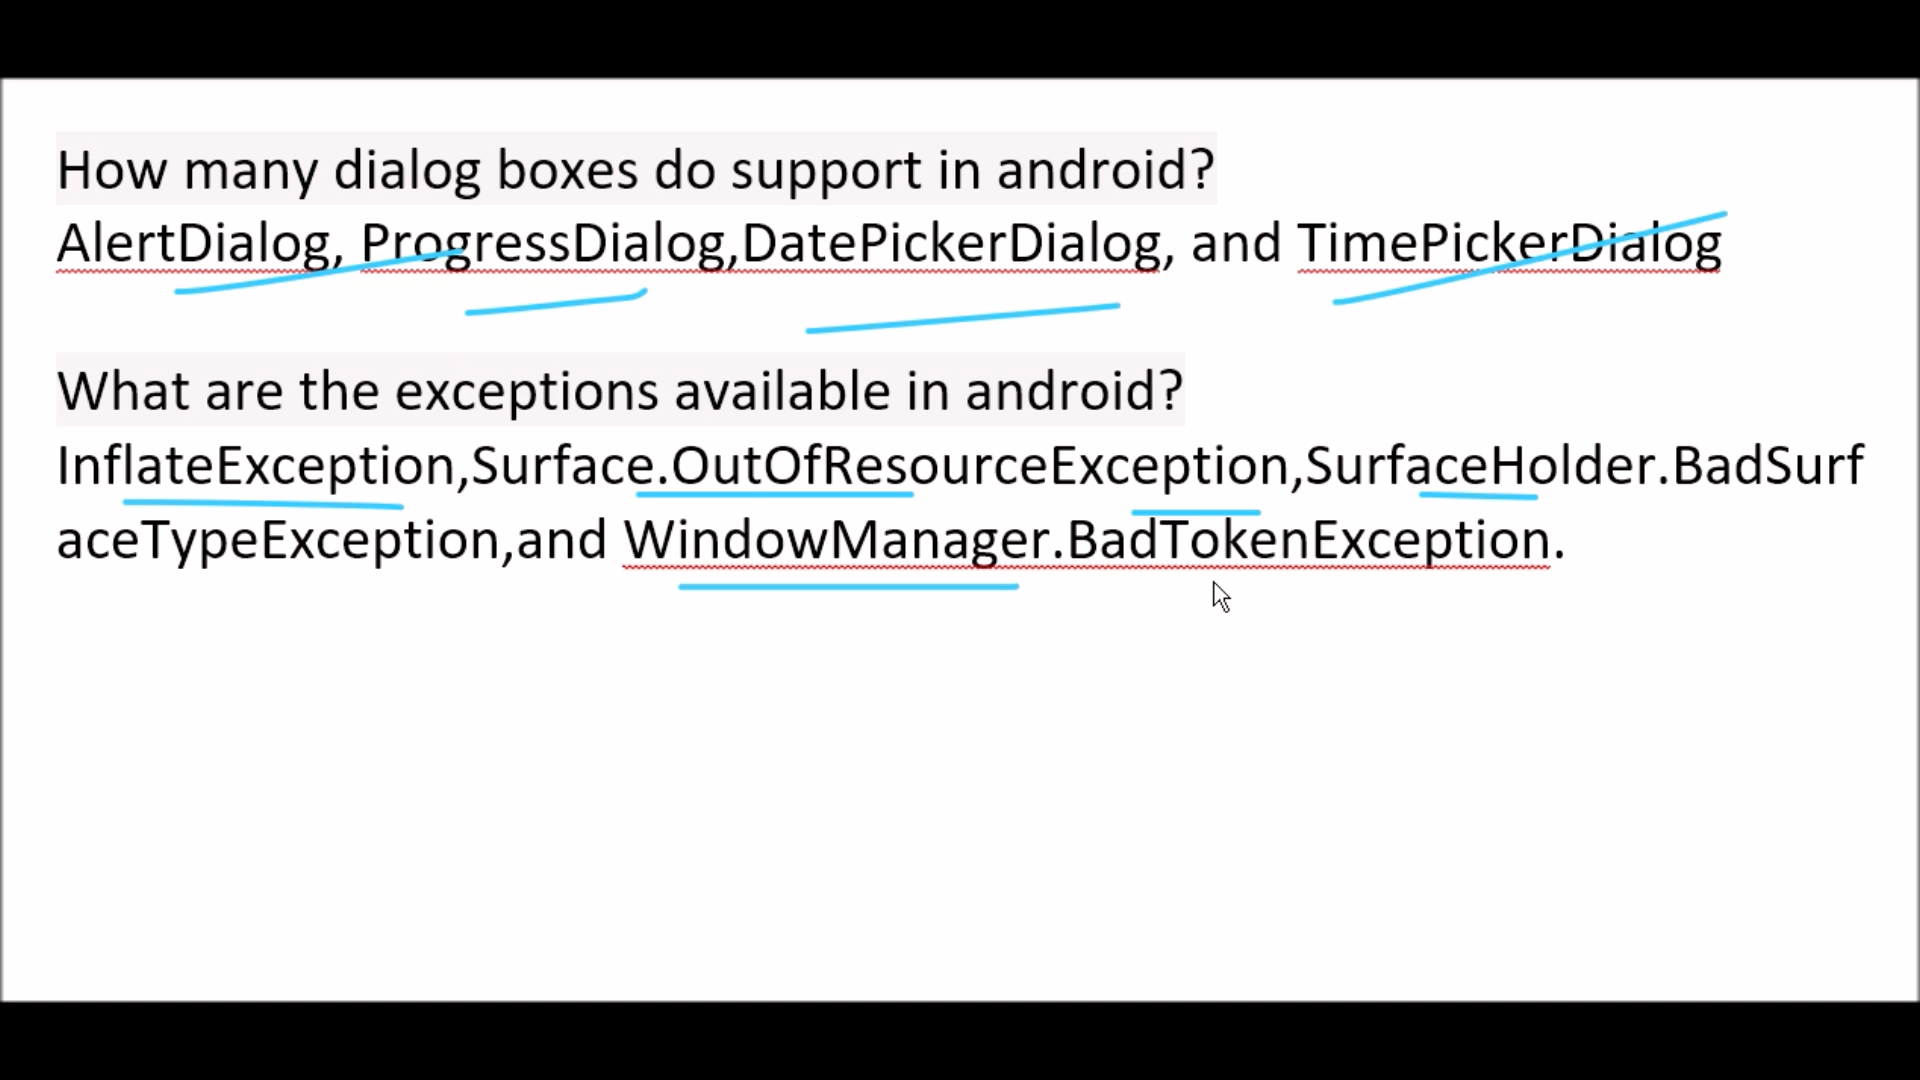 How many dialog boxes do support in android?
AlertDialog, ProgressDialog,DatePickerDialog, and TimePickerDialog
What are the exceptions available in android?
InflateException,Surface.OutOfResourceException,SurfaceHolder.BadSurf
aceTypeException,and WindowManager.BadTokenException.